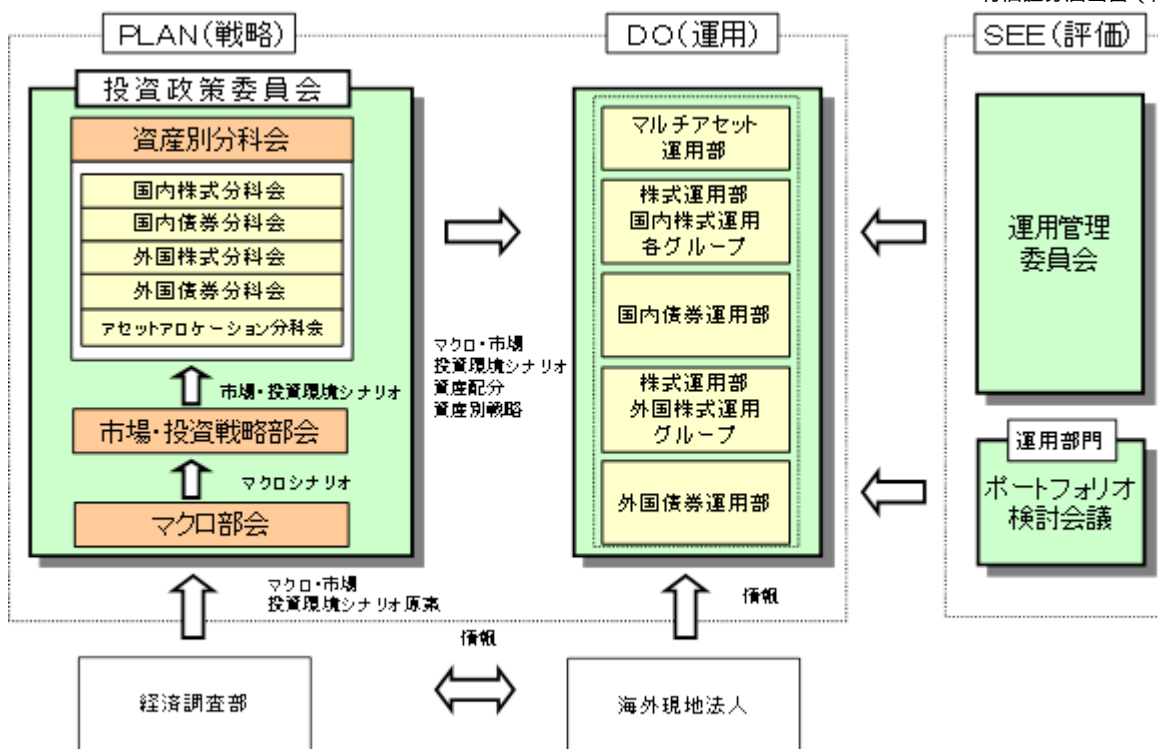 PLAN(戦略)
DO(運用)
SEE(評価)
投資政策委員会
資産別分科会
国内株式分科会
国内債券分科会
外国株式分科会
外国債券分科会
アセットアロケーション分科会
市場・投資環境シナリオ
市場・投資戦略部会
マクロシナリオ
マクロ部会
マクロ・市場
投資環境シナリオ
資産配分
資産別戦略
マルチアセット
運用部
株式運用部
国内株式運用
各グループ
国内債券運用部
株式運用部
外国株式運用
グループ
外国債券運用部
運用管理
委員会
運用部門
ポートフォリオ
検討会議
マクロ・市場
投資環境シナリオ原案
情報
情報
経済調査部
海外現地法人